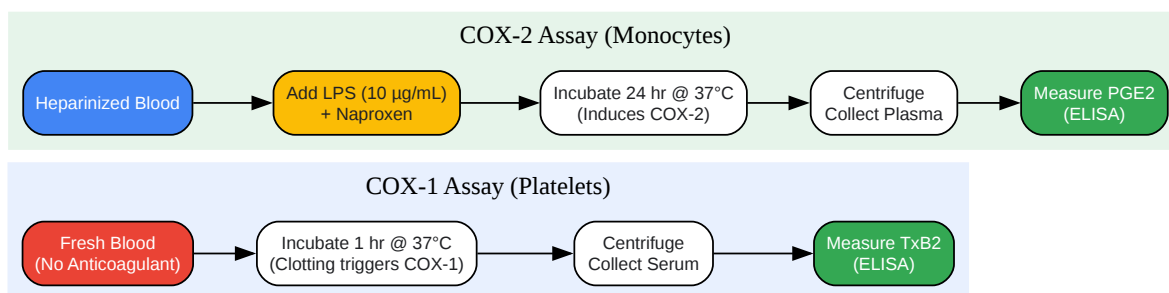 COX-2 Assay (Monocytes)
Heparinized Blood
Add LPS (10 µg/mL)
+ Naproxen
Incubate 24 hr @ 37°C
(Induces COX-2)
Centrifuge
Collect Plasma
Measure PGE2
(ELISA)
COX-1 Assay (Platelets)
Fresh Blood
(No Anticoagulant)
Incubate 1 hr @ 37°C
(Clotting triggers COX-1)
Centrifuge
Collect Serum
Measure TxB2
(ELISA)